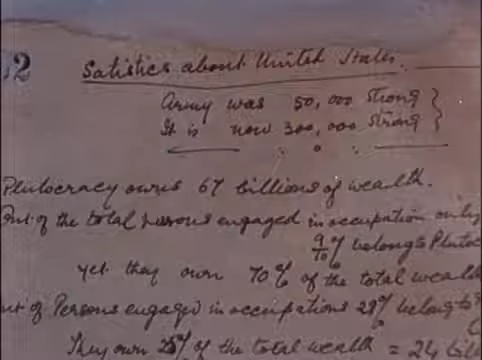 12
Satistics about United States.
Army was 50,000 strong }
It is now 300,000 strong }
Plutocracy owns 67 billions of wealth.
Out of the total persons engaged in occupation only
9/10% belong to Plutoc
yet they own 70% of the total wealth
of Persons engaged in occupations 29% belong to
They own 25% of the total wealth = 24 bil